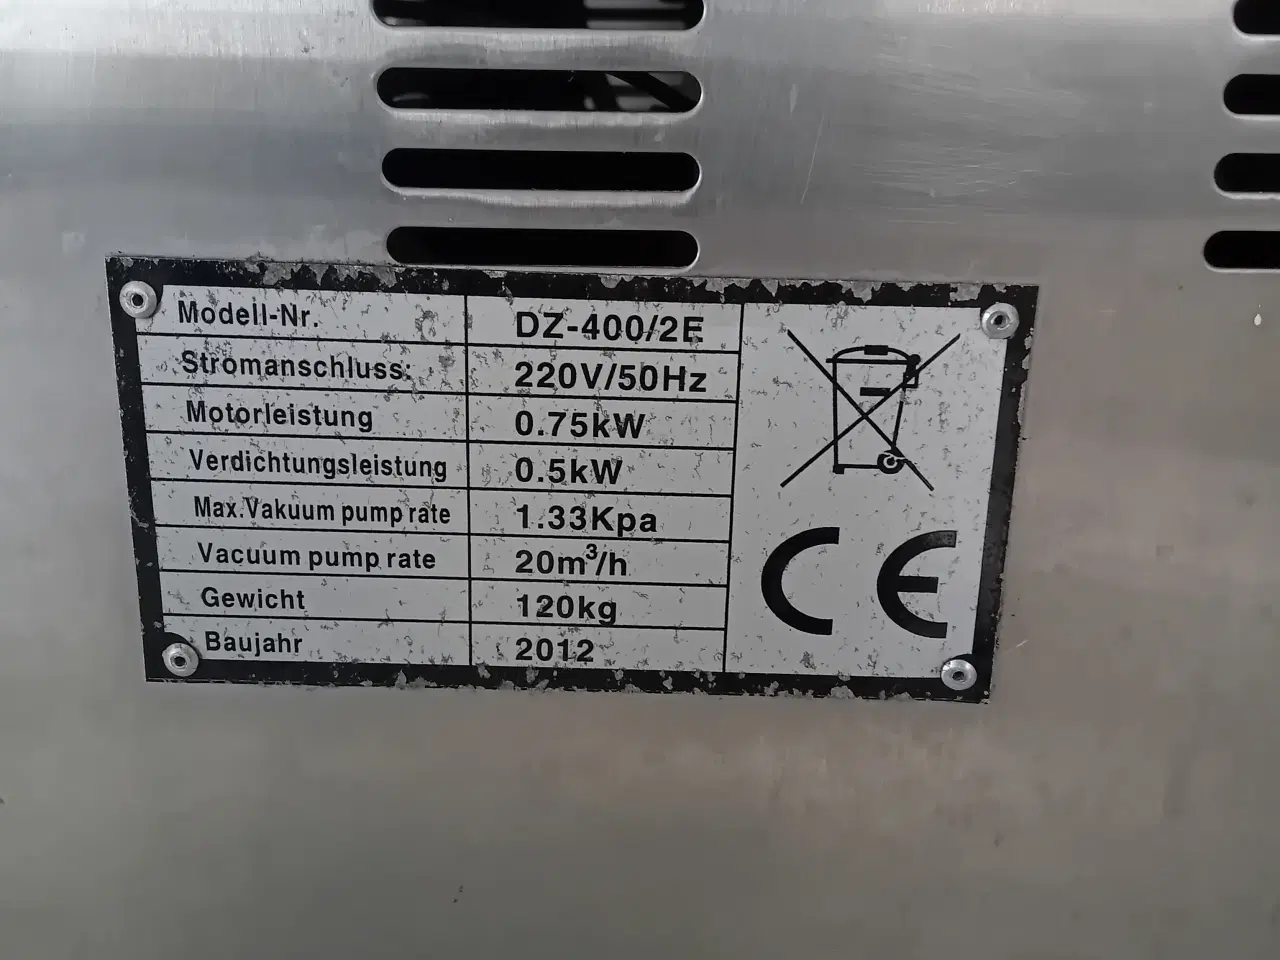 Modell-Nr. DZ-400/2E
Stromanschluss: 220V/50Hz
Motorleistung 0.75kW
Verdichtungsleistung 0.5kW
Max.Vakuum pump rate 1.33Kpa
Vacuum pump rate 20m³/h
Gewicht 120kg
Baujahr 2012
CE